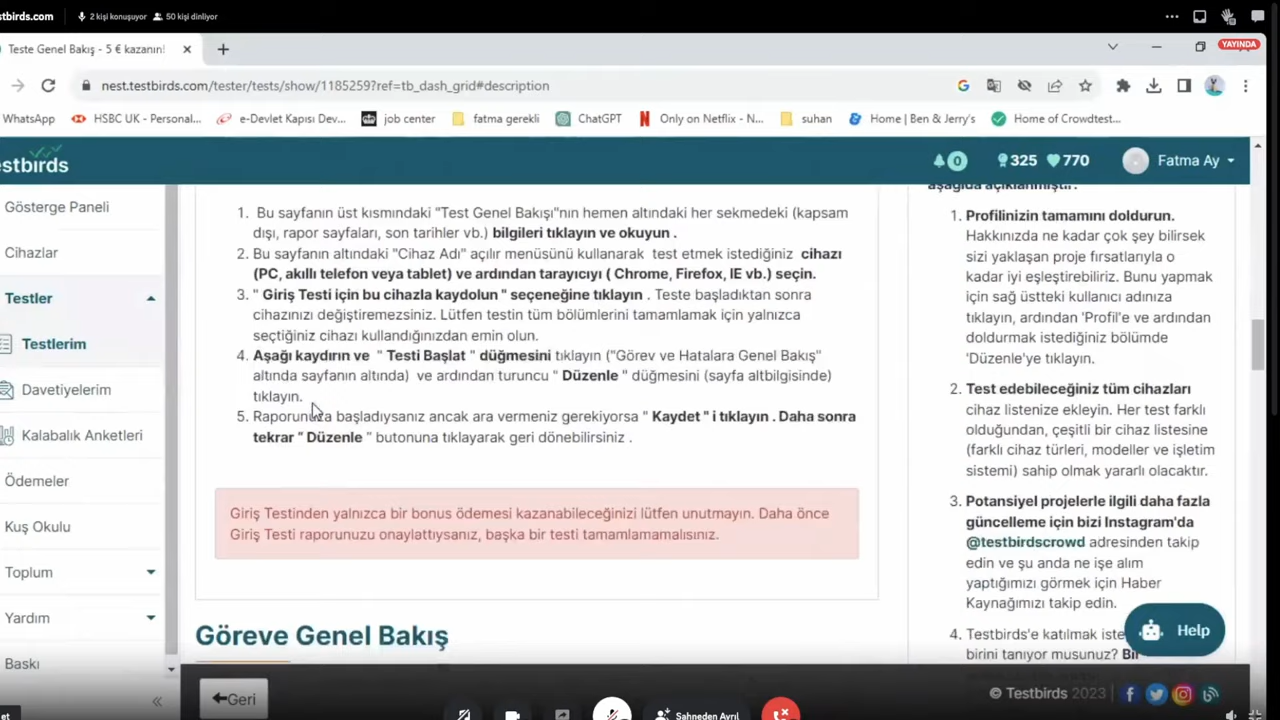 stbirds.com
2 kişi konuşuyor
50 kişi dinliyor
Teste Genel Bakış - 5 € kazanın!
YAYINDA
nest.testbirds.com/tester/tests/show/1185259?ref=tb_dash_grid#description
WhatsApp
HSBC UK - Personal...
e-Devlet Kapısı Dev...
job center
fatma gerekli
ChatGPT
Only on Netflix - N...
suhan
Home | Ben & Jerry's
Home of Crowdtest...
estbirds
0
325
770
Fatma Ay
Gösterge Paneli
Cihazlar
Testler
Testlerim
Davetiyelerim
Kalabalık Anketleri
Ödemeler
Kuş Okulu
Toplum
Yardım
Baskı
1. Bu sayfanın üst kısmındaki "Test Genel Bakışı"nın hemen altındaki her sekmedeki (kapsam
dışı, rapor sayfaları, son tarihler vb.) bilgileri tıklayın ve okuyun .
2. Bu sayfanın altındaki "Cihaz Adı" açılır menüsünü kullanarak test etmek istediğiniz cihazı
(PC, akıllı telefon veya tablet) ve ardından tarayıcıyı ( Chrome, Firefox, IE vb.) seçin.
3. " Giriş Testi için bu cihazla kaydolun " seçeneğine tıklayın . Teste başladıktan sonra
cihazınızı değiştiremezsiniz. Lütfen testin tüm bölümlerini tamamlamak için yalnızca
seçtiğiniz cihazı kullandığınızdan emin olun.
4. Aşağı kaydırın ve " Testi Başlat " düğmesini tıklayın ("Görev ve Hatalara Genel Bakış"
altında sayfanın altında) ve ardından turuncu " Düzenle " düğmesini (sayfa altbilgisinde)
tıklayın.
5. Raporunuza başladıysanız ancak ara vermeniz gerekiyorsa " Kaydet " i tıklayın . Daha sonra
tekrar " Düzenle " butonuna tıklayarak geri dönebilirsiniz .
Giriş Testinden yalnızca bir bonus ödemesi kazanabileceğinizi lütfen unutmayın. Daha önce
Giriş Testi raporunuzu onaylattıysanız, başka bir testi tamamlamamalısınız.
Göreve Genel Bakış
aşağıda açıklanmıştır.
1. Profilinizin tamamını doldurun.
Hakkınızda ne kadar çok şey bilirsek
sizi yaklaşan proje fırsatlarıyla o
kadar iyi eşleştirebiliriz. Bunu yapmak
için sağ üstteki kullanıcı adınıza
tıklayın, ardından 'Profil'e ve ardından
doldurmak istediğiniz bölümde
'Düzenle'ye tıklayın.
2. Test edebileceğiniz tüm cihazları
cihaz listenize ekleyin. Her test farklı
olduğundan, çeşitli bir cihaz listesine
(farklı cihaz türleri, modeller ve işletim
sistemi) sahip olmak yararlı olacaktır.
3. Potansiyel projelerle ilgili daha fazla
güncelleme için bizi Instagram'da
@testbirdscrowd adresinden takip
edin ve şu anda ne işe alım
yaptığımızı görmek için Haber
Kaynağımızı takip edin.
4. Testbirds'e katılmak iste
birini tanıyor musunuz? Bir
Help
Geri
© Testbirds 2023
Sahneden Ayrıl
et